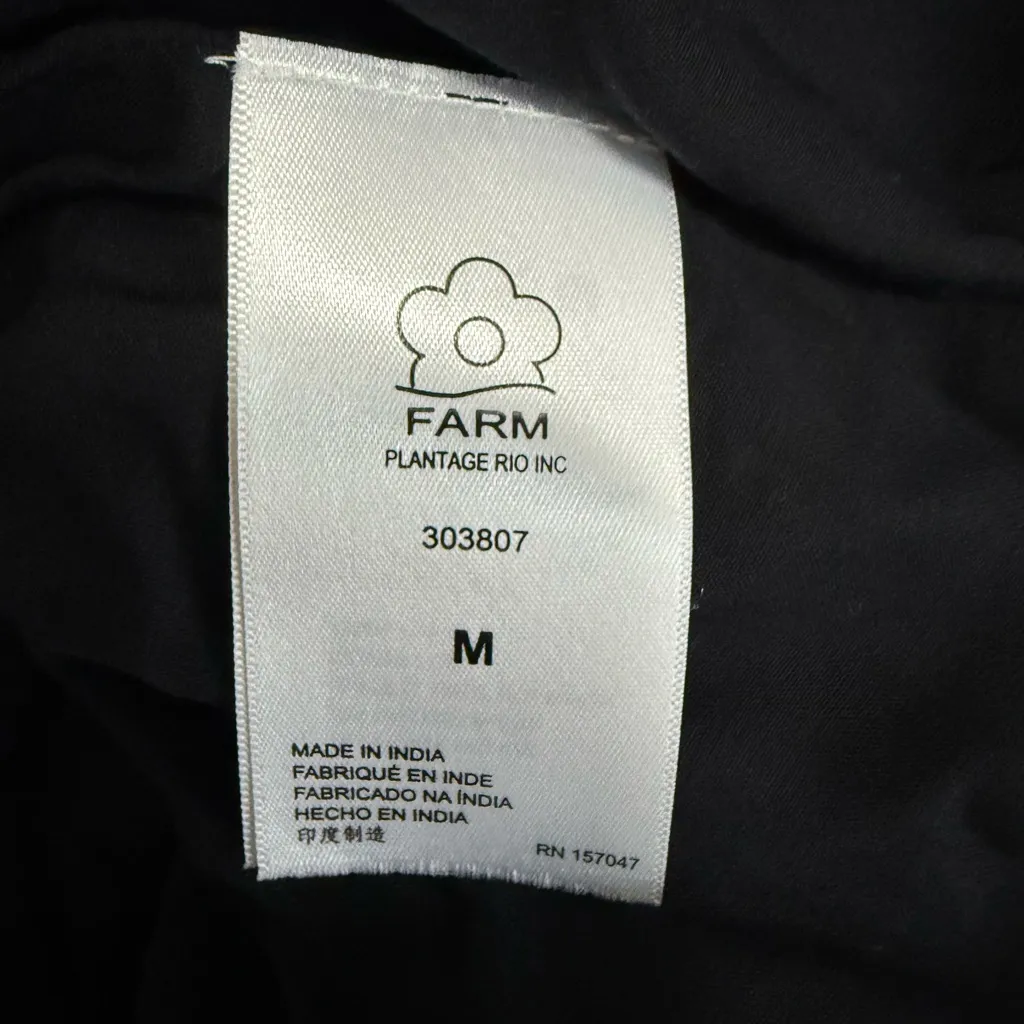 FARM
PLANTAGE RIO INC
303807
M
MADE IN INDIA
FABRIQUÉ EN INDE
FABRICADO NA ÍNDIA
HECHO EN INDIA
印度制造
RN 157047